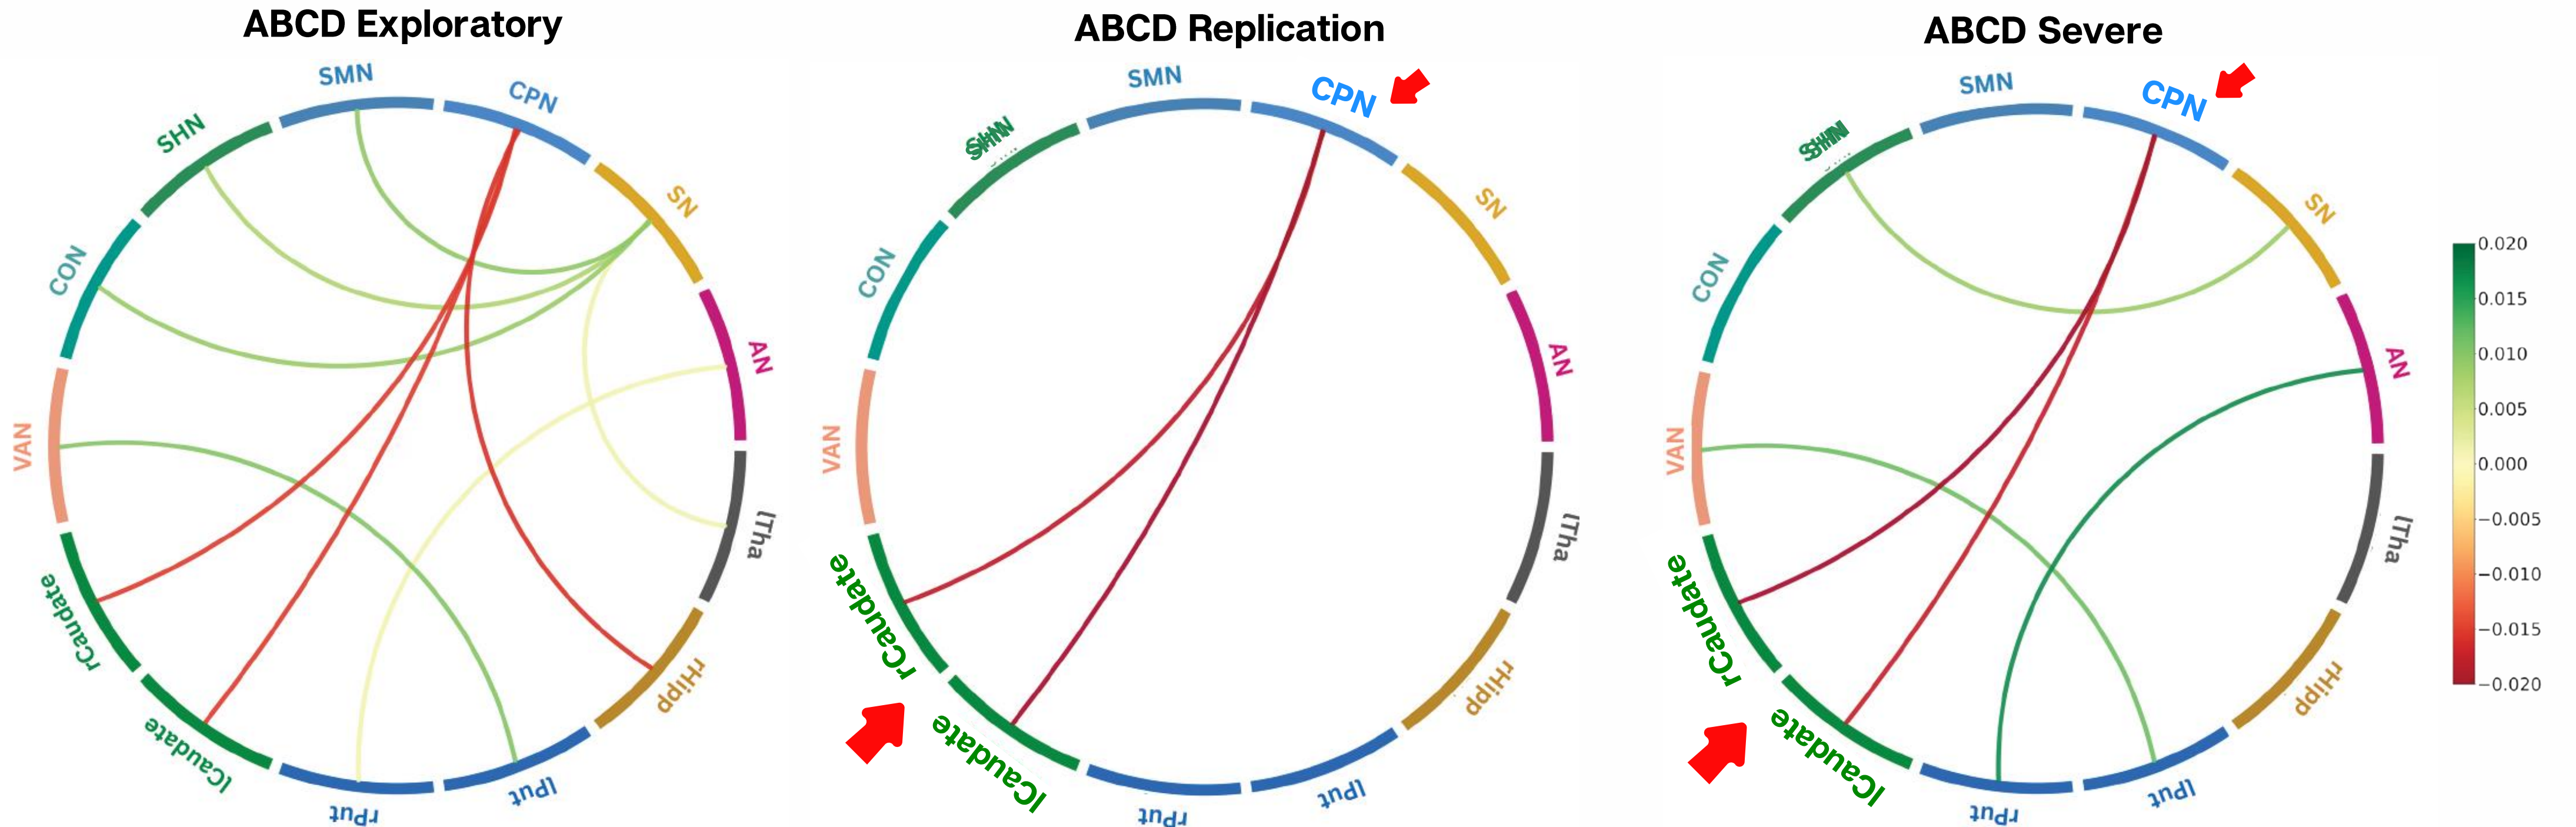 ABCD Exploratory
SMN
CPN
SHN
SN
CON
AN
VAN
lTha
rCaudate
rHipp
lCaudate
lPut
rPut
ABCD Replication
SMN
CPN
SN
CON
AN
VAN
lTha
rCaudate
rHipp
lCaudate
lPut
rPut
ABCD Severe
SMN
CPN
SN
CON
AN
VAN
lTha
rCaudate
rHipp
lCaudate
lPut
rPut
0.020
0.015
0.010
0.005
0.000
−0.005
−0.010
−0.015
−0.020